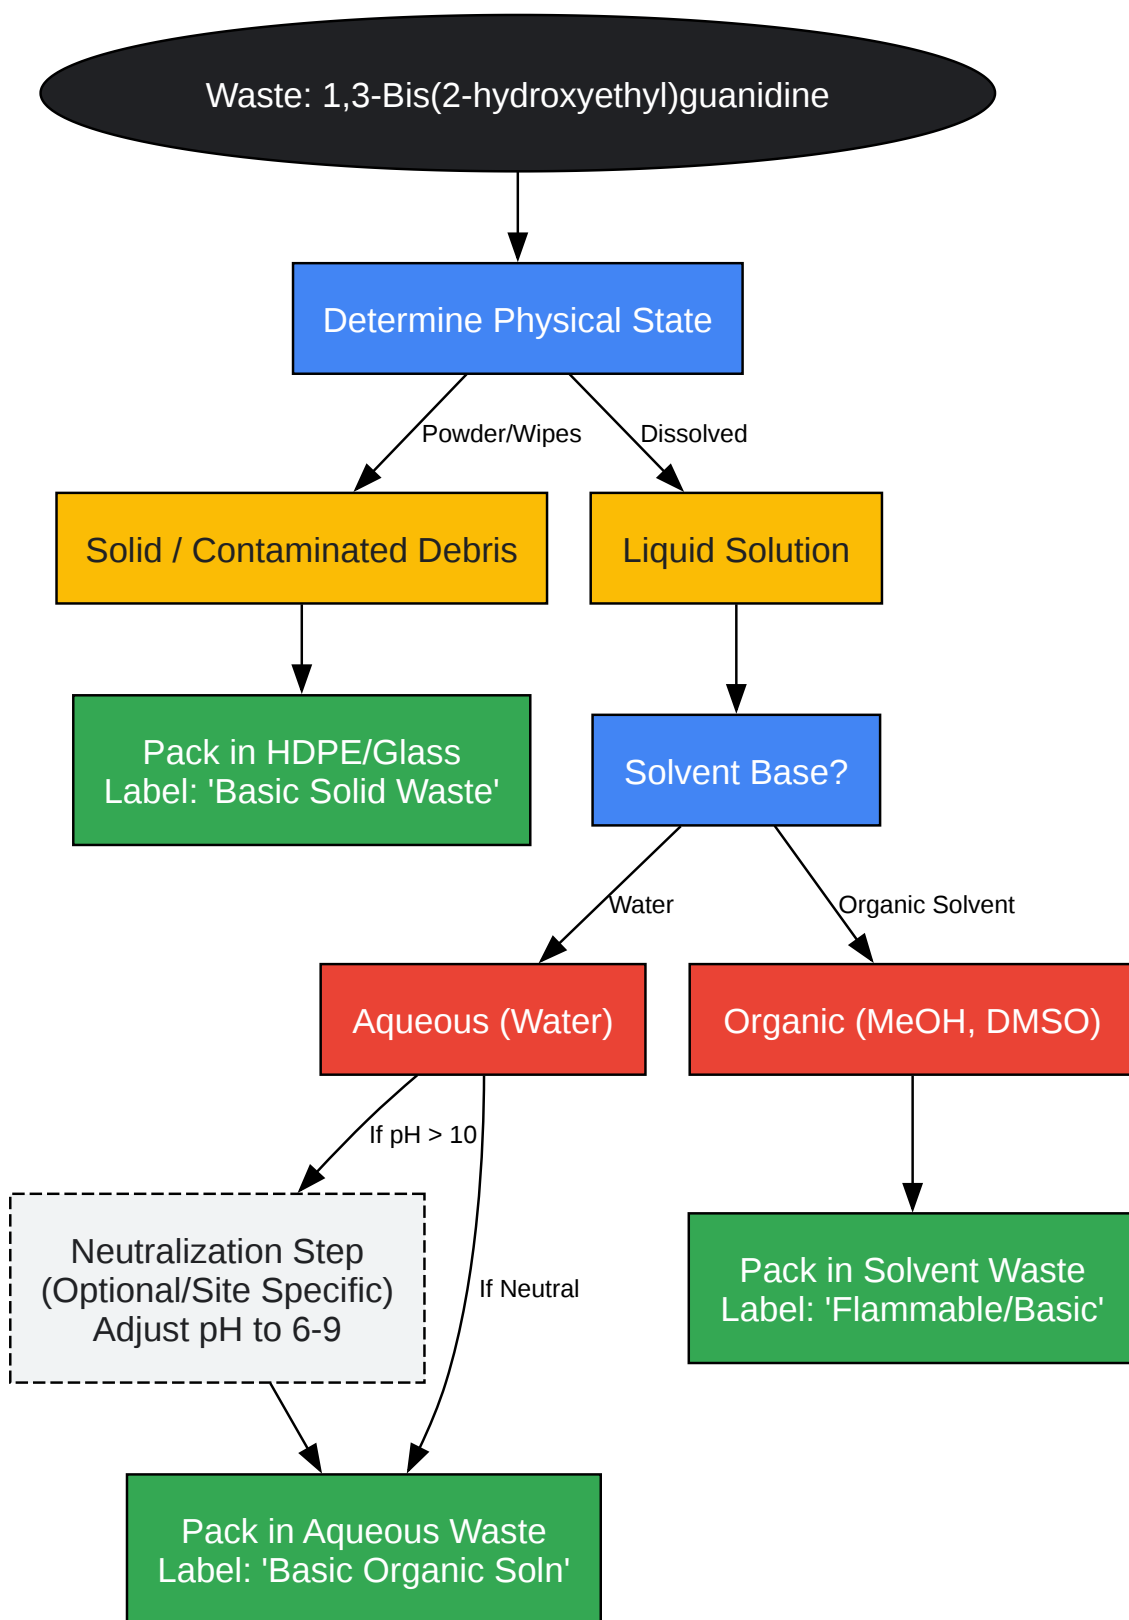 Waste: 1,3-Bis(2-hydroxyethyl)guanidine
Determine Physical State
Powder/Wipes
Dissolved
Solid / Contaminated Debris
Liquid Solution
Pack in HDPE/Glass
Label: 'Basic Solid Waste'
Solvent Base?
Water
Organic Solvent
Aqueous (Water)
Organic (MeOH, DMSO)
If pH > 10
Neutralization Step
(Optional/Site Specific)
Adjust pH to 6-9
If Neutral
Pack in Solvent Waste
Label: 'Flammable/Basic'
Pack in Aqueous Waste
Label: 'Basic Organic Soln'